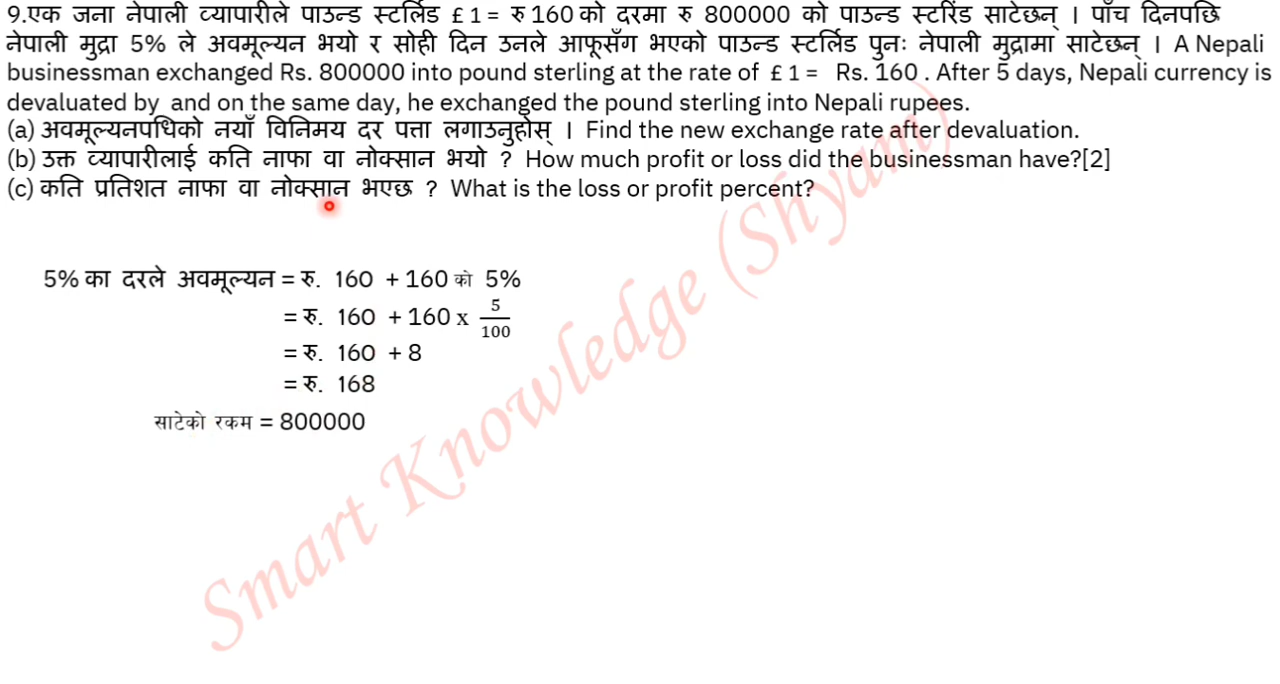 9.एक जना नेपाली व्यापारीले पाउन्ड स्टर्लिङ £ 1 = रु 160 को दरमा रु 800000 को पाउन्ड स्टरिंङ साटेछन् । पाँच दिनपछि
नेपाली मुद्रा 5% ले अवमूल्यन भयो र सोही दिन उनले आफूसँग भएको पाउन्ड स्टर्लिङ पुनः नेपाली मुद्रामा साटेछन् । A Nepali
businessman exchanged Rs. 800000 into pound sterling at the rate of £ 1 = Rs. 160 . After 5 days, Nepali currency is
devaluated by and on the same day, he exchanged the pound sterling into Nepali rupees.
(a) अवमूल्यनपधिको नयाँ विनिमय दर पत्ता लगाउनुहोस् । Find the new exchange rate after devaluation.
(b) उक्त व्यापारीलाई कति नाफा वा नोक्सान भयो ? How much profit or loss did the businessman have?[2]
(c) कति प्रतिशत नाफा वा नोक्सान भएछ ? What is the loss or profit percent?
5% का दरले अवमूल्यन = रु. 160 + 160 को 5%
= रु. 160 + 160 x 5/100
= रु. 160 + 8
= रु. 168
साटेको रकम = 800000
Smart Knowledge (Shyam)